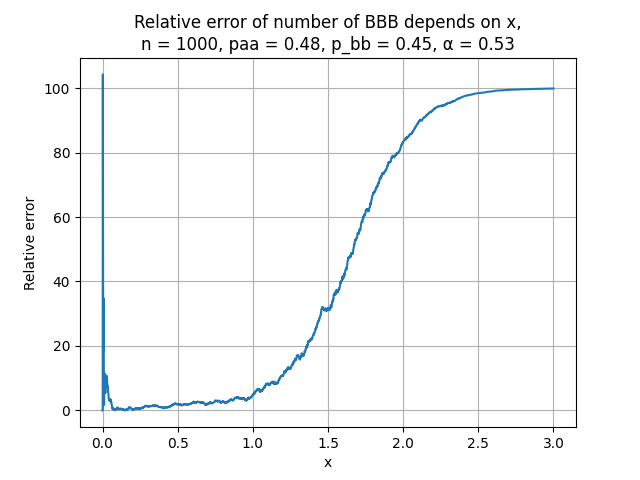 Relative error of number of BBB depends on x,
n = 1000, paa = 0.48, p_bb = 0.45, α = 0.53
100
80
60
40
20
0
Relative error
0.0 0.5 1.0 1.5 2.0 2.5 3.0
x